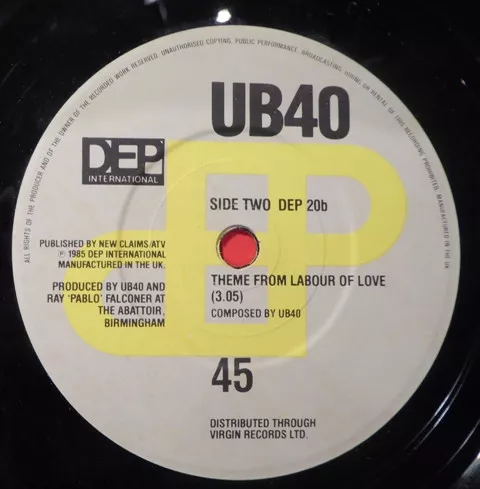 ALL RIGHTS OF THE PRODUCER AND OF THE OWNER OF THE RECORDED WORK RESERVED. UNAUTHORISED COPYING, PUBLIC PERFORMANCE, BROADCASTING, HIRING OR RENTAL OF THIS RECORDING PROHIBITED. MANUFACTURED IN THE UK
UB40
DEP
INTERNATIONAL
SIDE TWO DEP 20b
PUBLISHED BY NEW CLAIMS/ATV
℗ 1985 DEP INTERNATIONAL
MANUFACTURED IN THE UK.
PRODUCED BY UB40 AND
RAY 'PABLO' FALCONER AT
THE ABATTOIR,
BIRMINGHAM
THEME FROM LABOUR OF LOVE
(3.05)
COMPOSED BY UB40
45
DISTRIBUTED THROUGH
VIRGIN RECORDS LTD.